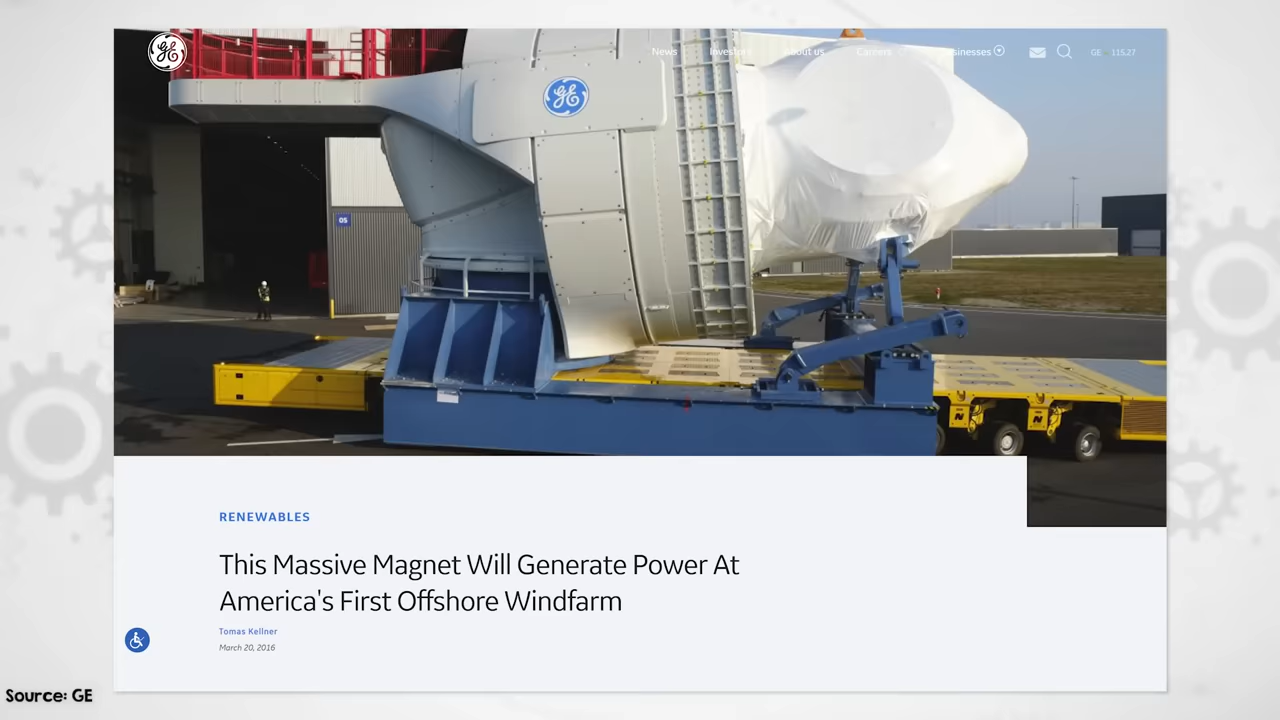 News Investors About us Careers Businesses GE 115.27
05
RENEWABLES
This Massive Magnet Will Generate Power At
America's First Offshore Windfarm
Tomas Kellner
March 20, 2016
Source: GE